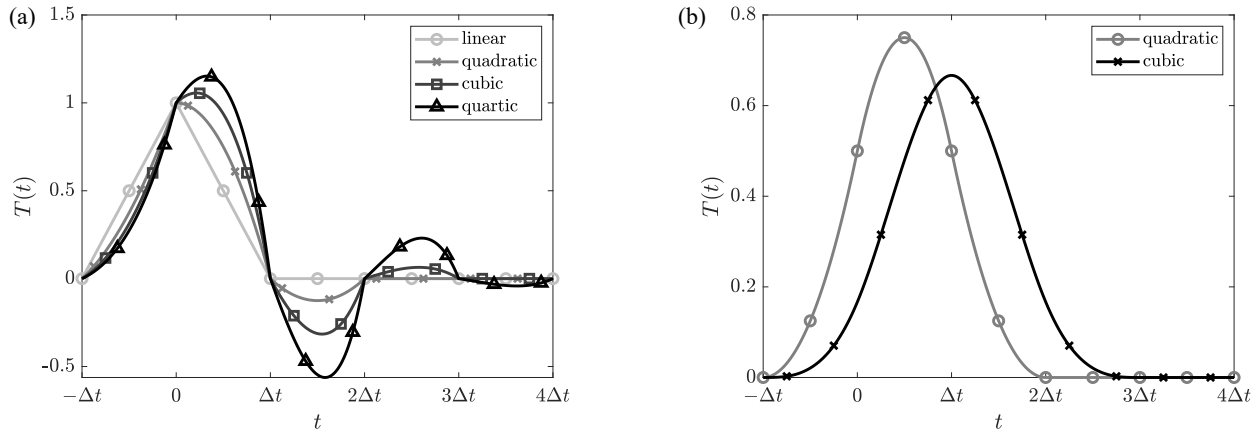 (a)
1.5
1
0.5
0
-0.5
T(t)
−Δt 0 Δt 2Δt 3Δt 4Δt
t
linear
quadratic
cubic
quartic
(b)
0.8
0.6
0.4
0.2
0
T(t)
−Δt 0 Δt 2Δt 3Δt 4Δt
t
quadratic
cubic